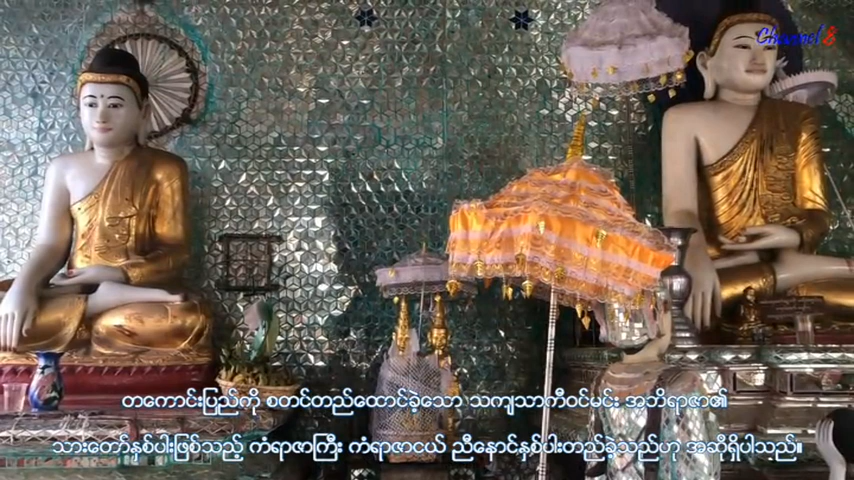 Channel 8
တကောင်းပြည်ကို စတင်တည်ထောင်ခဲ့သော သကျသာကီဝင်မင်း အဘိရာဇာ၏
သားတော်နှစ်ပါးဖြစ်သည့် ကံရာဇာကြီး ကံရာဇာငယ် ညီနောင်နှစ်ပါးတည်ခဲ့သည်ဟု အဆိုရှိပါသည်။